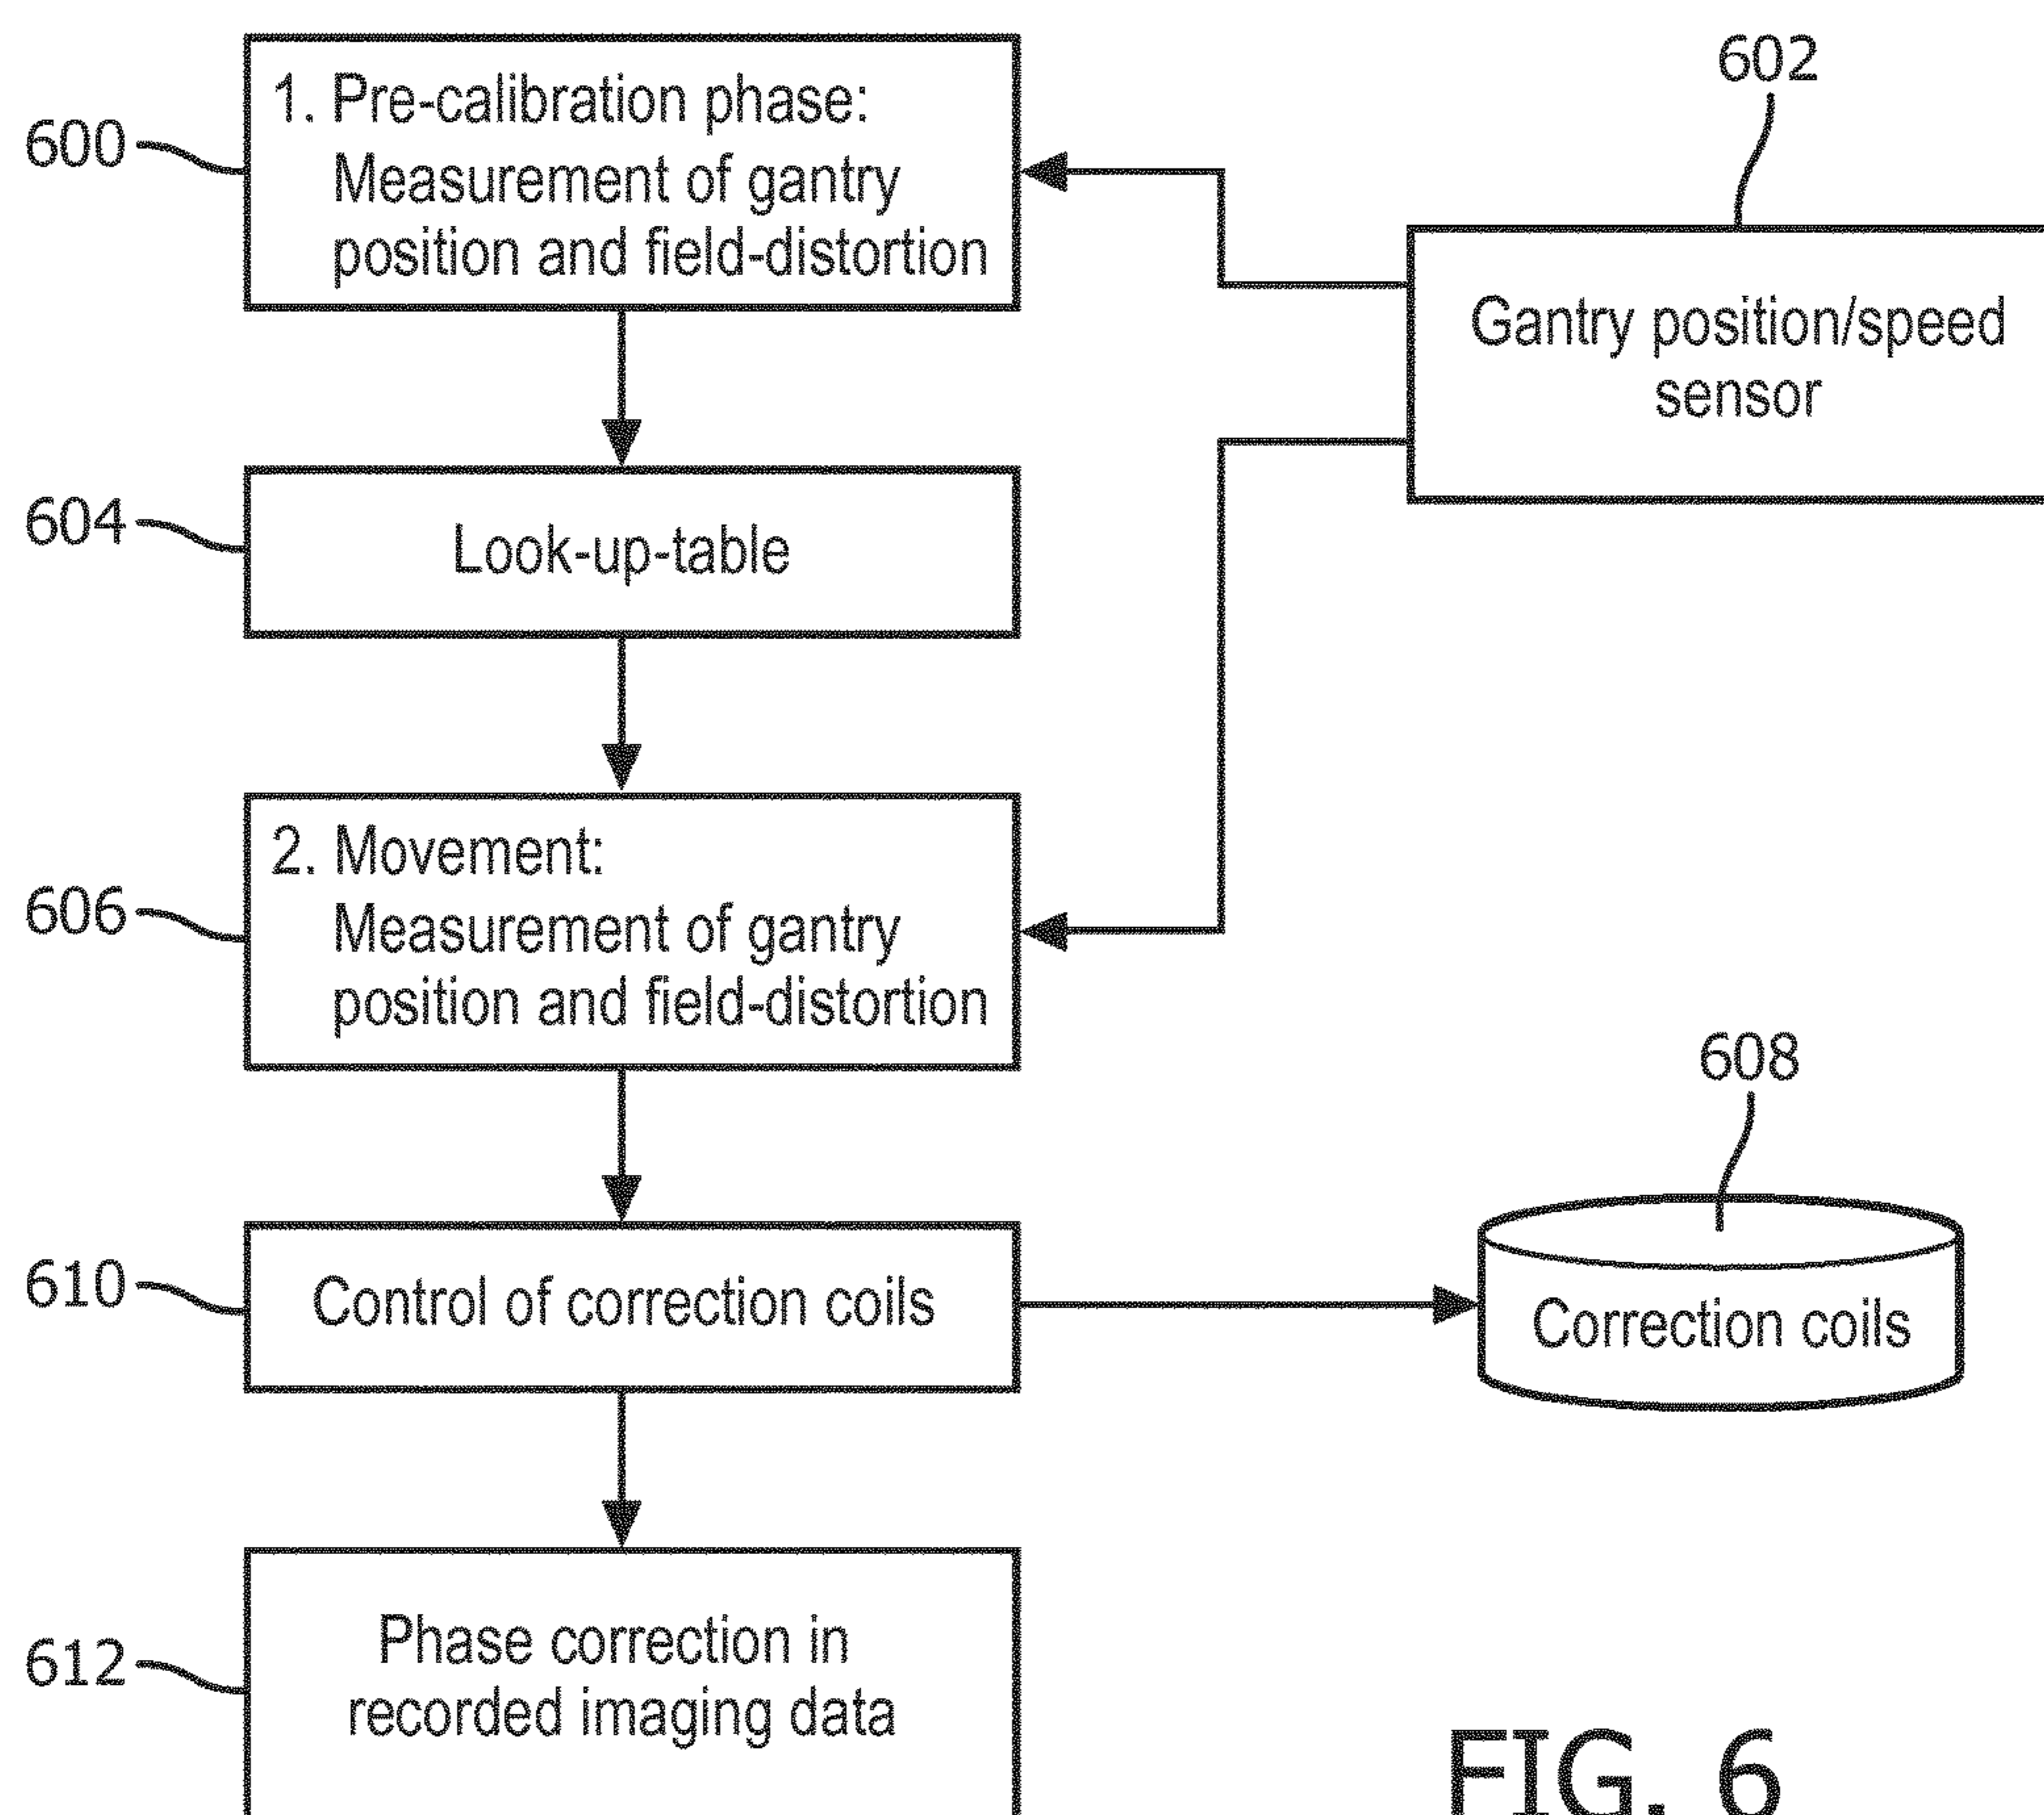 600
1. Pre-calibration phase:
Measurement of gantry
position and field-distortion
602
Gantry position/speed
sensor
604
Look-up-table
606
2. Movement:
Measurement of gantry
position and field-distortion
608
Correction coils
610
Control of correction coils
612
Phase correction in
recorded imaging data
FIG. 6